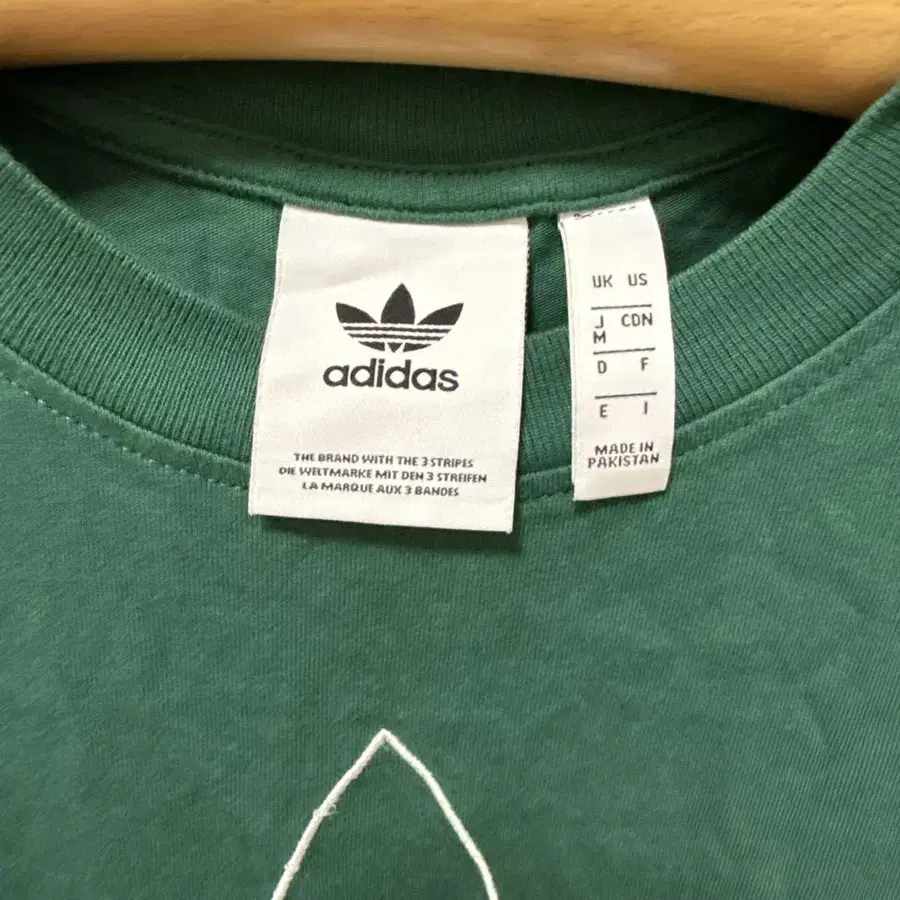 adidas
THE BRAND WITH THE 3 STRIPES
DIE WELTMARKE MIT DEN 3 STREIFEN
LA MARQUE AUX 3 BANDES
UK US
J CDN
M
D F
E I
MADE IN
PAKISTAN